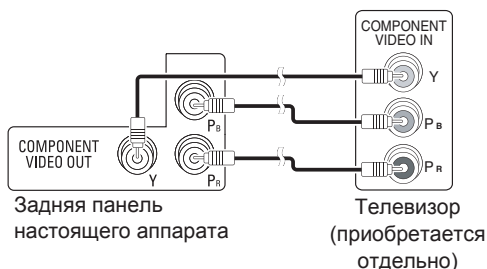 COMPONENT
VIDEO IN
Y
PB
PR
COMPONENT
VIDEO OUT
Y
PB
PR
Задняя панель
настоящего аппарата
Телевизор
(приобретается
отдельно)